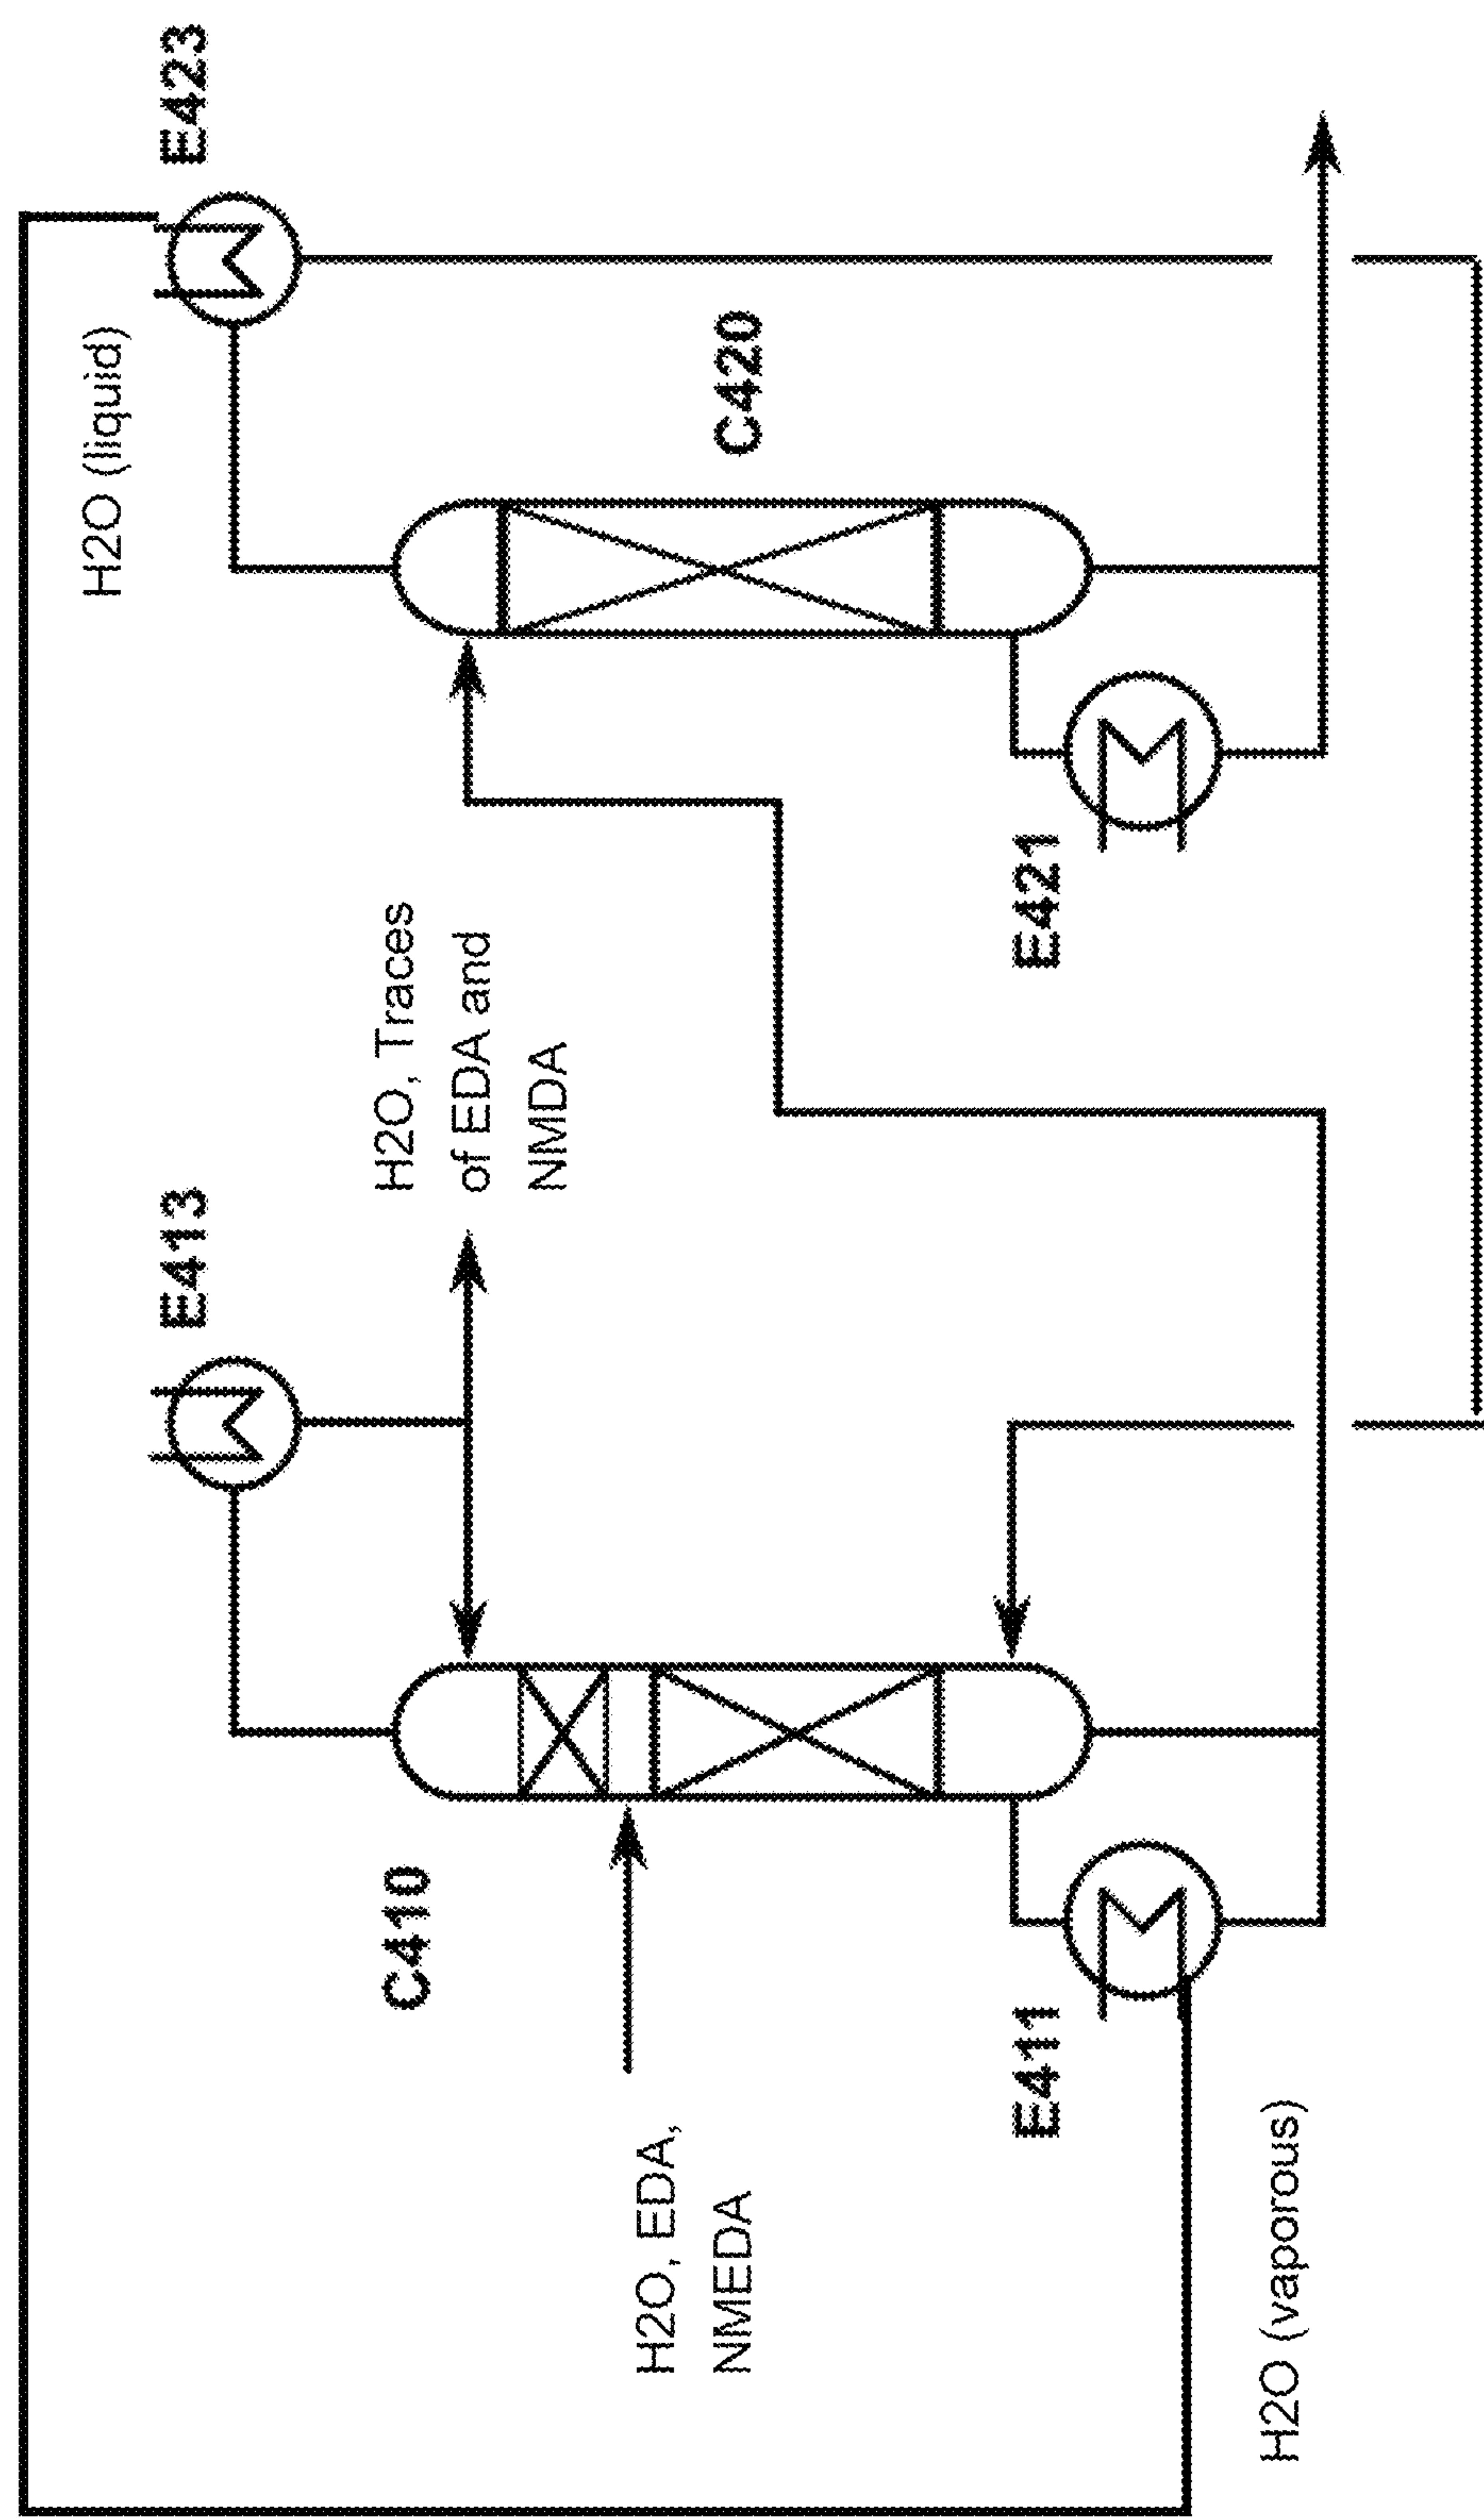 E413
E423
H2O (liquid)
C410
H2O, Traces
of EDA and
NMDA
C420
H2O, EDA,
NMEDA
E411
E421
H2O (vaporous)